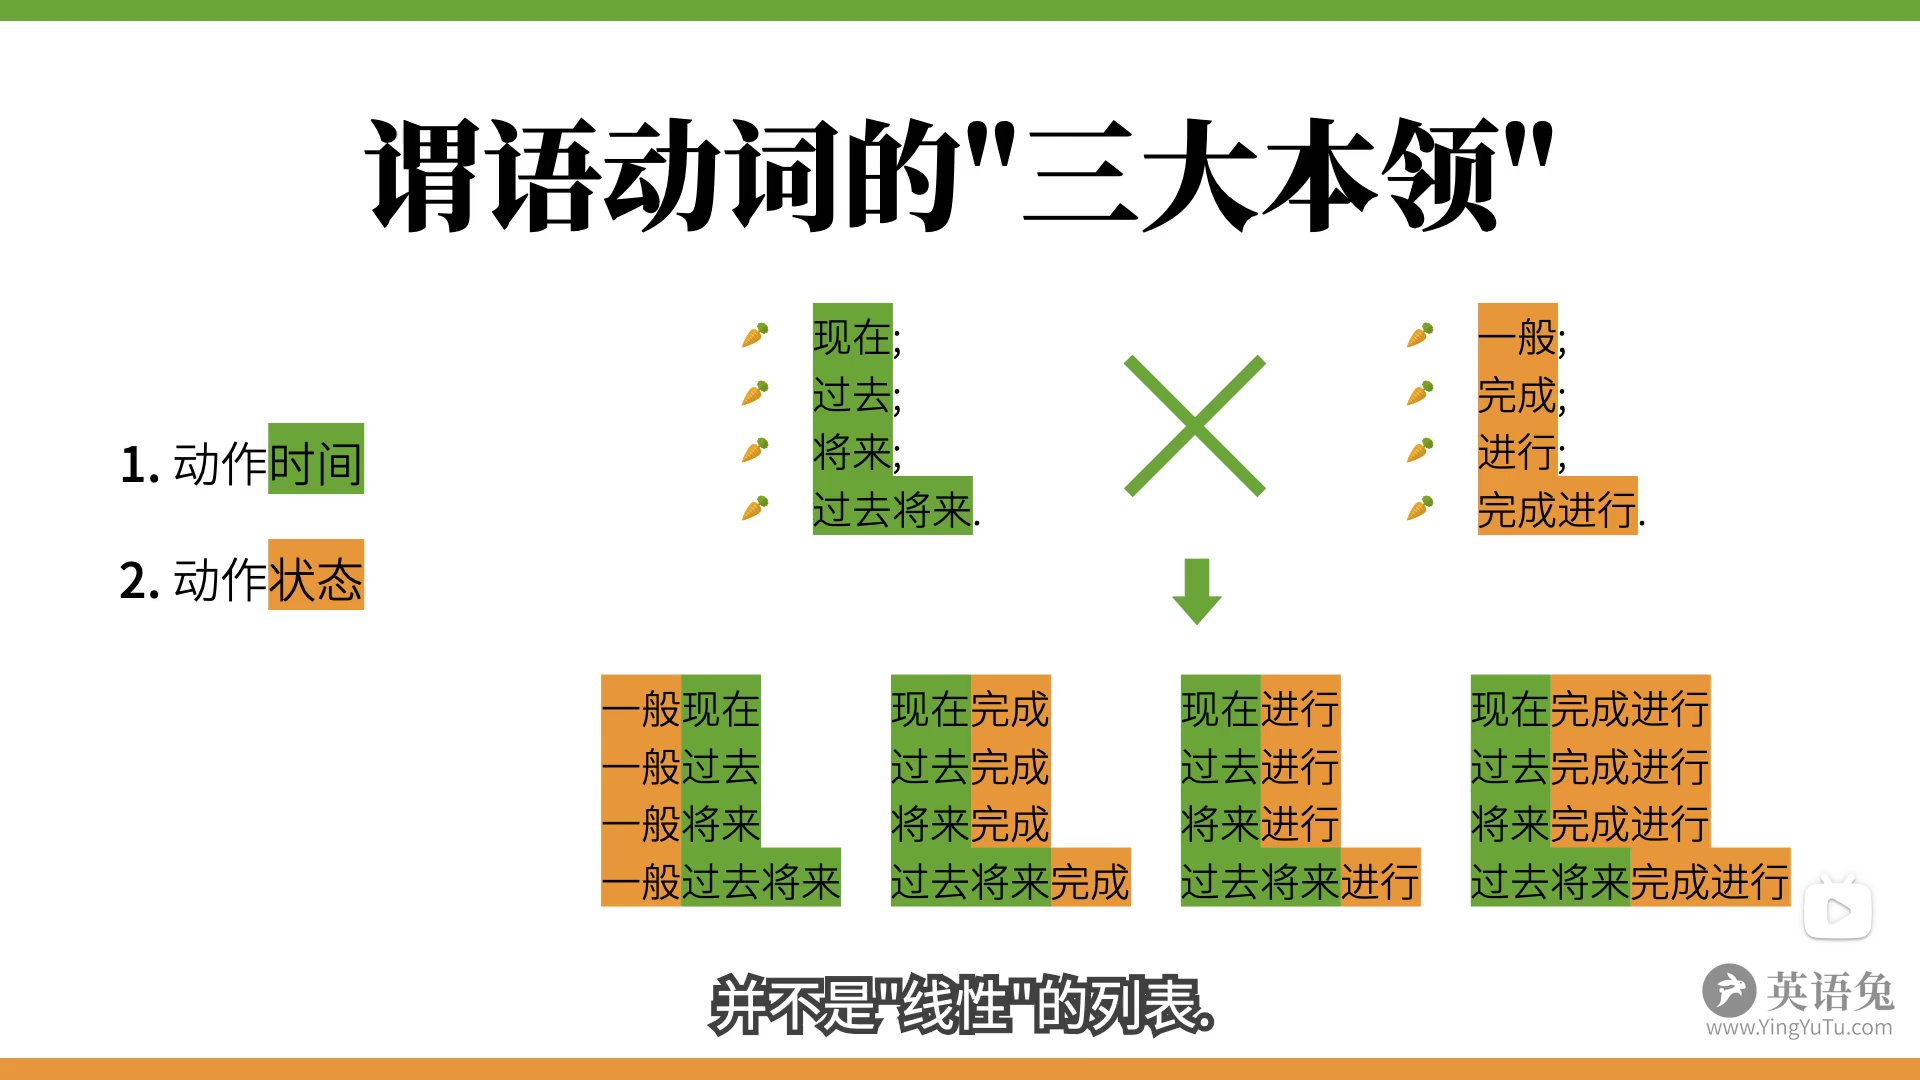 谓语动词的"三大本领"
1. 动作时间
2. 动作状态
现在;
过去;
将来;
过去将来.
一般;
完成;
进行;
完成进行.
一般现在
一般过去
一般将来
一般过去将来
现在完成
过去完成
将来完成
过去将来完成
现在进行
过去进行
将来进行
过去将来进行
现在完成进行
过去完成进行
将来完成进行
过去将来完成进行
并不是"线性"的列表。
英语兔
www.YingYuTu.com